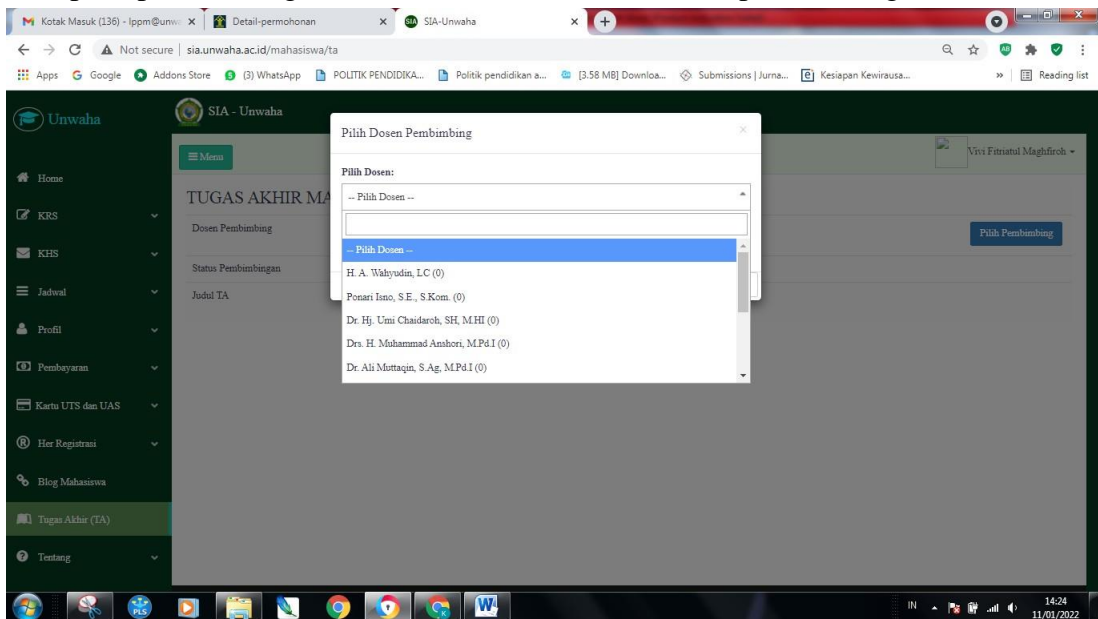 Kotak Masuk (136) - lppm@unwa
Detail-permohonan
SIA-Unwaha
Not secure | sia.unwaha.ac.id/mahasiswa/ta
Apps
Google
Addons Store
(3) WhatsApp
POLITIK PENDIDIKA...
Politik pendidikan a...
[3.58 MB] Downloa...
Submissions | Jurna...
Kesiapan Kewirausa...
»
Reading list
Unwaha
SIA - Unwaha
Menu
Vivi Fitriatul Maghfiroh
Home
KRS
KHS
Jadwal
Profil
Pembayaran
Kartu UTS dan UAS
Her Registrasi
Blog Mahasiswa
Tugas Akhir (TA)
Tentang
TUGAS AKHIR MA
Dosen Pembimbing
Pilih Pembimbing
Status Pembimbingan
Judul TA
Pilih Dosen Pembimbing
×
Pilih Dosen:
-- Pilih Dosen --
-- Pilih Dosen --
H. A. Wahyudin, LC (0)
Ponari Isno, S.E., S.Kom. (0)
Dr. Hj. Umi Chaidaroh, SH, M.HI (0)
Drs. H. Muhammad Anshori, M.Pd.I (0)
Dr. Ali Muttaqin, S.Ag, M.Pd.I (0)
PLS
IN
14:24
11/01/2022